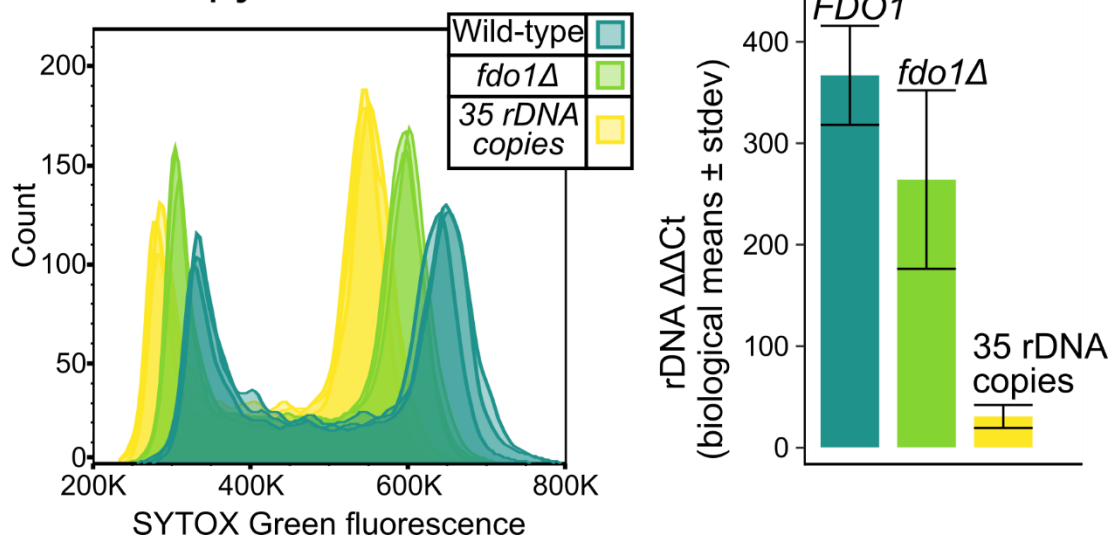 Wild-type
fdo1Δ
35 rDNA
copies
Count
200
150
100
50
0
200K 400K 600K 800K
SYTOX Green fluorescence
rDNA ΔΔCt
(biological means ± stdev)
400
300
200
100
0
FDO1
fdo1Δ
35 rDNA
copies